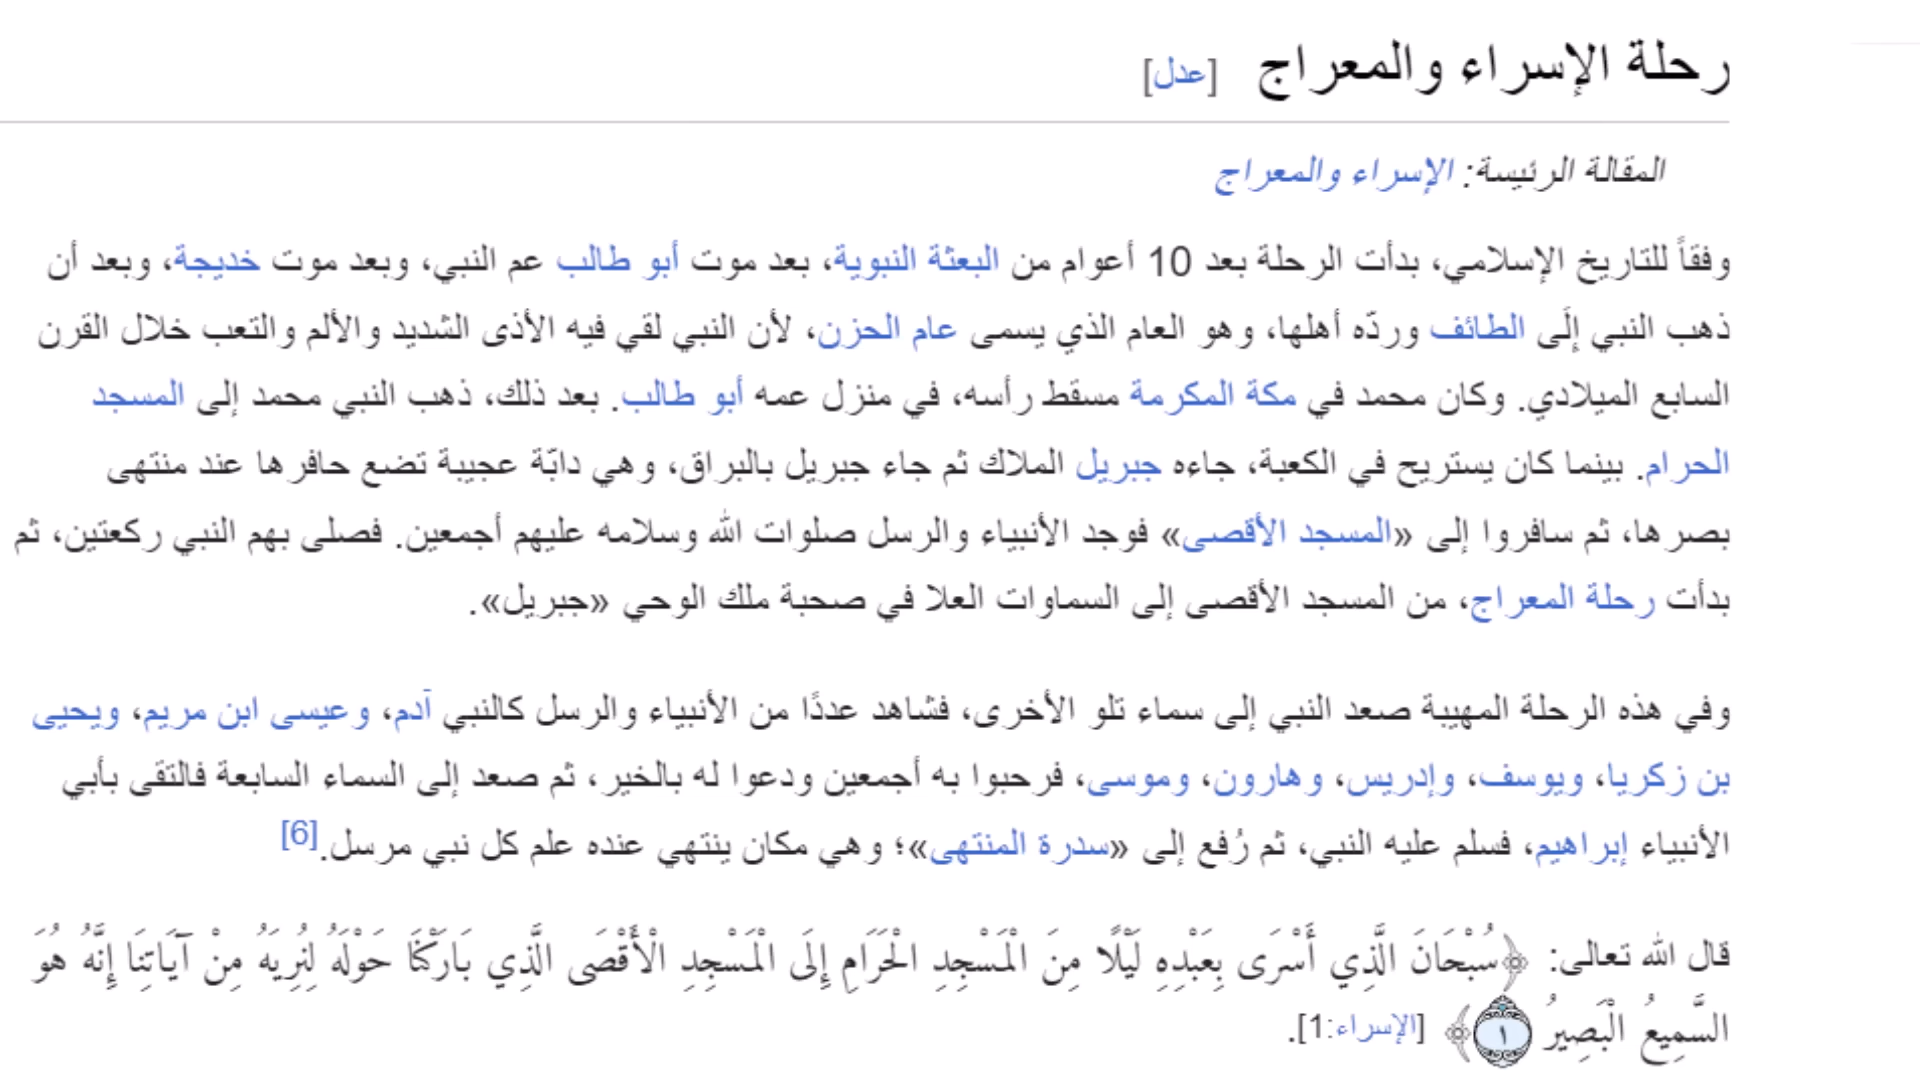 رحلة الإسراء والمعراج [عدل]
المقالة الرئيسة: الإسراء والمعراج
وفقاً للتاريخ الإسلامي، بدأت الرحلة بعد 10 أعوام من البعثة النبوية، بعد موت أبو طالب عم النبي، وبعد موت خديجة، وبعد أن
ذهب النبي إلَى الطائف وردّه أهلها، وهو العام الذي يسمى عام الحزن، لأن النبي لقي فيه الأذى الشديد والألم والتعب خلال القرن
السابع الميلادي. وكان محمد في مكة المكرمة مسقط رأسه، في منزل عمه أبو طالب. بعد ذلك، ذهب النبي محمد إلى المسجد
الحرام. بينما كان يستريح في الكعبة، جاءه جبريل الملاك ثم جاء جبريل بالبراق، وهي دابّة عجيبة تضع حافرها عند منتهى
بصرها، ثم سافروا إلى «المسجد الأقصى» فوجد الأنبياء والرسل صلوات الله وسلامه عليهم أجمعين. فصلى بهم النبي ركعتين، ثم
بدأت رحلة المعراج، من المسجد الأقصى إلى السماوات العلا في صحبة ملك الوحي «جبريل».
وفي هذه الرحلة المهيبة صعد النبي إلى سماء تلو الأخرى، فشاهد عددًا من الأنبياء والرسل كالنبي آدم، وعيسى ابن مريم، ويحيى
بن زكريا، ويوسف، وإدريس، وهارون، وموسى، فرحبوا به أجمعين ودعوا له بالخير، ثم صعد إلى السماء السابعة فالتقى بأبي
الأنبياء إبراهيم، فسلم عليه النبي، ثم رُفع إلى «سدرة المنتهى»؛ وهي مكان ينتهي عنده علم كل نبي مرسل.[6]
قال الله تعالى: ﴿سُبْحَانَ الَّذِي أَسْرَى بِعَبْدِهِ لَيْلًا مِنَ الْمَسْجِدِ الْحَرَامِ إِلَى الْمَسْجِدِ الْأَقْصَى الَّذِي بَارَكْنَا حَوْلَهُ لِنُرِيَهُ مِنْ آيَاتِنَا إِنَّهُ هُوَ
السَّمِيعُ الْبَصِيرُ ١﴾ [الإسراء:1].